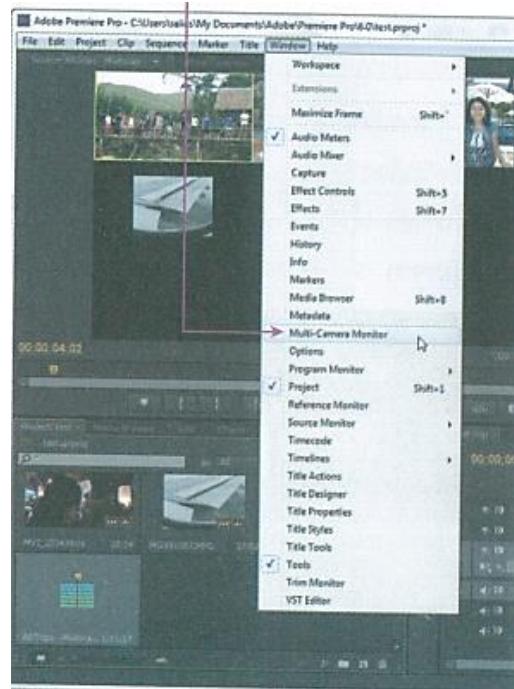 Adobe Premiere Pro - C:\Users\saiks\My Documents\Adobe\Premiere Pro\6.0\test.prproj *
File Edit Project Clip Sequence Marker Title Window Help
Workspace
Extensions
Maximize Frame Shift+`
Audio Meters
Audio Mixer
Capture
Effect Controls Shift+5
Effects Shift+7
Events
History
Info
Markers
Media Browser Shift+8
Metadata
Multi-Camera Monitor
Options
Program Monitor
Project Shift+1
Reference Monitor
Source Monitor
Timecode
Timelines
Title Actions
Title Designer
Title Properties
Title Styles
Title Tools
Tools
Trim Monitor
VST Editor
00:00:04:02